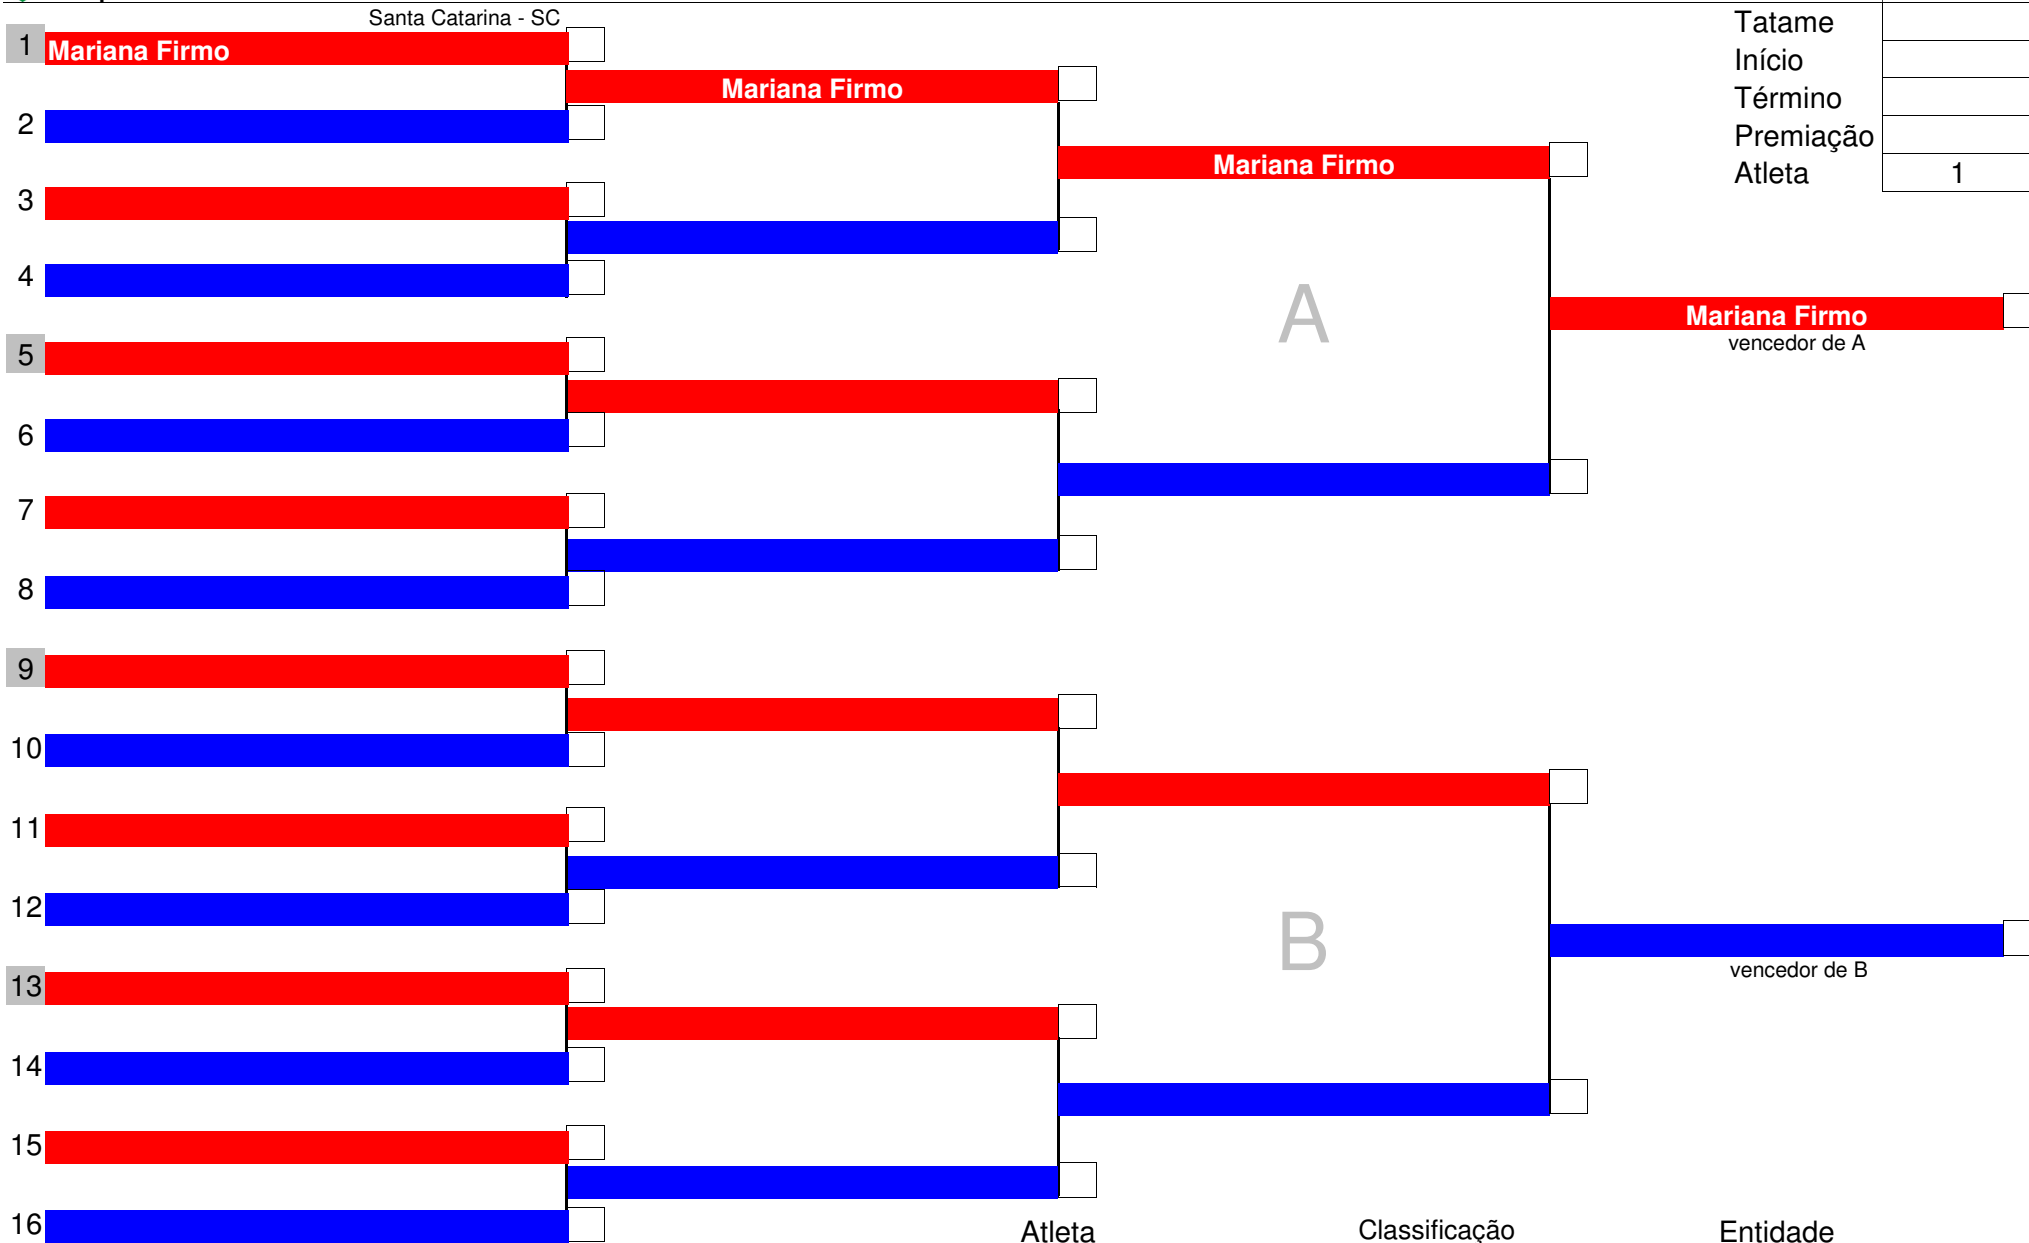 Santa Catarina - SC
Tatame
1
Mariana Firmo
Início
Mariana Firmo
Término
2
Premiação
Mariana Firmo
Atleta 1
3
4
A
Mariana Firmo
vencedor de A
5
6
7
8
9
10
11
12
B
vencedor de B
13
14
15
16
Atleta Classificação Entidade